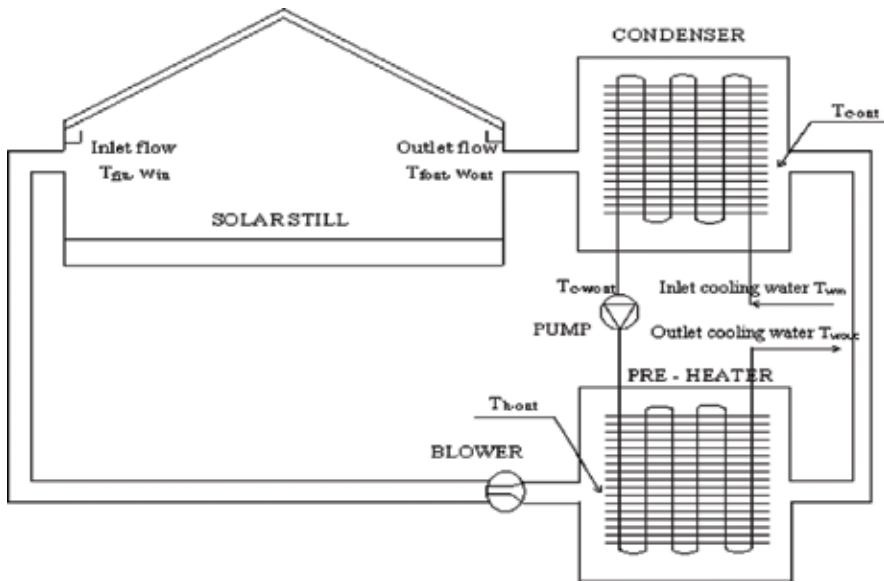 CONDENSER
Tc-out
Inlet flow
Tfin, win
Outlet flow
Tfout, wout
SOLAR STILL
Tc-wout
Inlet cooling water Twin
PUMP
Outlet cooling water Twout
PRE - HEATER
Th-out
BLOWER